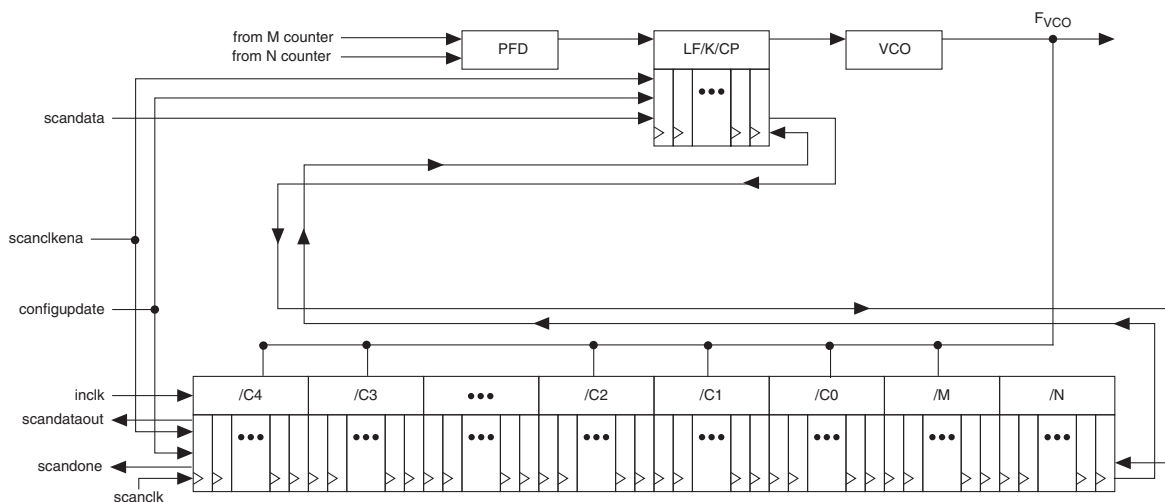 F_VCO
from M counter
from N counter
PFD
LF/K/CP
VCO
•••
scandata
scanclkena
configupdate
inclk
/C4
/C3
•••
/C2
/C1
/C0
/M
/N
scandataout
••• ••• ••• ••• ••• ••• ••• •••
scandone
scanclk